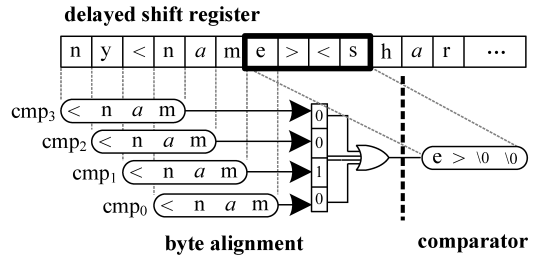 delayed shift register
n y < n a m e > < s h a r ...
cmp3 < n a m 0
cmp2 < n a m 0
cmp1 < n a m 1
cmp0 < n a m 0
e > \0 \0
byte alignment comparator